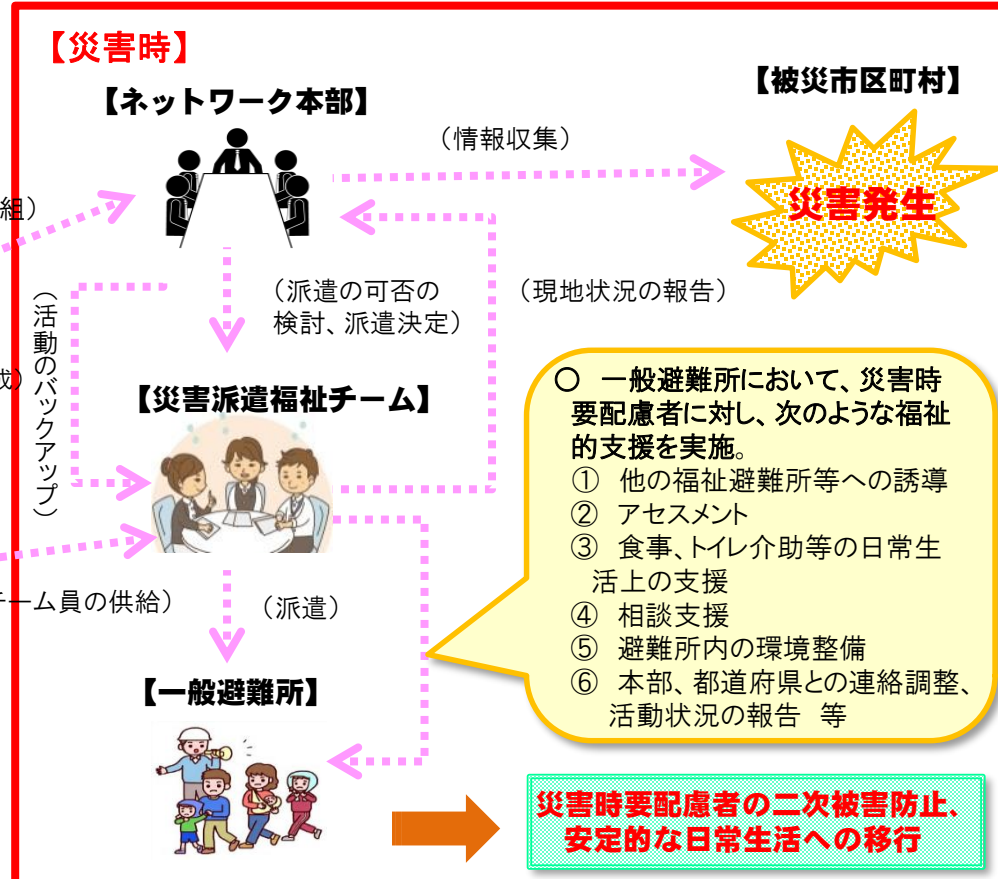 【災害時】
【ネットワーク本部】
【被災市区町村】
（情報収集）
災害発生
組）
（派遣の可否の
検討、派遣決定）
（現地状況の報告）
（活動のバックアップ）
成）
【災害派遣福祉チーム】
〇　一般避難所において、災害時
要配慮者に対し、次のような福祉
的支援を実施。
①　他の福祉避難所等への誘導
②　アセスメント
③　食事、トイレ介助等の日常生
活上の支援
④　相談支援
⑤　避難所内の環境整備
⑥　本部、都道府県との連絡調整、
活動状況の報告　等
チーム員の供給）
（派遣）
【一般避難所】
災害時要配慮者の二次被害防止、
安定的な日常生活への移行